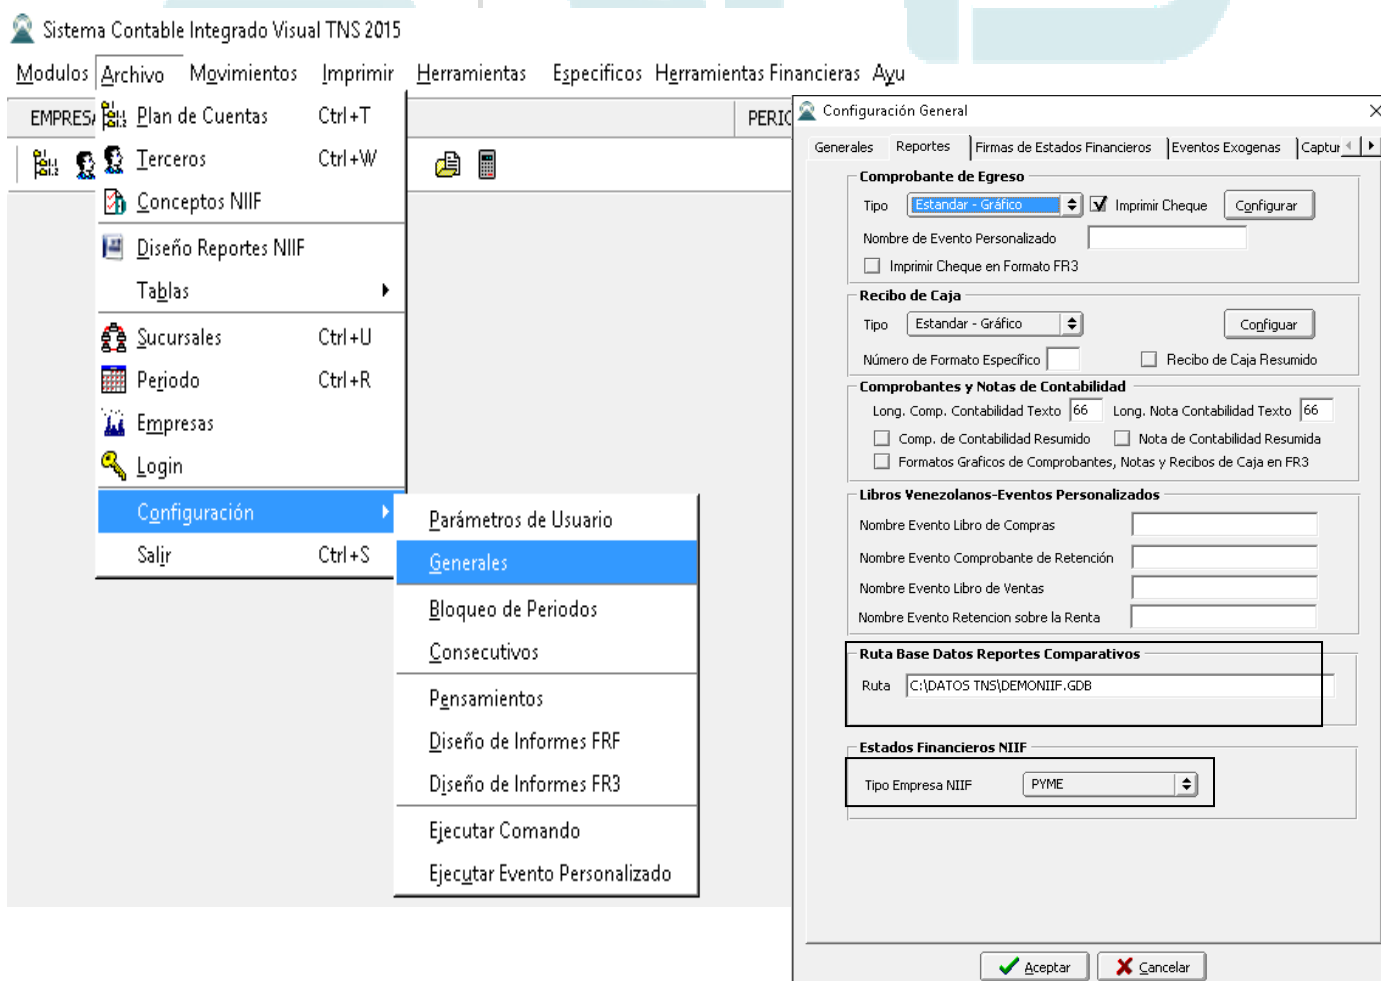 Sistema Contable Integrado Visual TNS 2015
Modulos Archivo Movimientos Imprimir Herramientas Especificos Herramientas Financieras Ayu
EMPRESA
PERIO
Plan de Cuentas Ctrl+T
Terceros Ctrl+W
Conceptos NIIF
Diseño Reportes NIIF
Tablas
Sucursales Ctrl+U
Periodo Ctrl+R
Empresas
Login
Configuración
Salir Ctrl+S
Parámetros de Usuario
Generales
Bloqueo de Periodos
Consecutivos
Pensamientos
Diseño de Informes FRF
Diseño de Informes FR3
Ejecutar Comando
Ejecutar Evento Personalizado
Configuración General
Generales Reportes Firmas de Estados Financieros Eventos Exogenas Captur
Comprobante de Egreso
Tipo Estandar - Gráfico Imprimir Cheque Configurar
Nombre de Evento Personalizado
Imprimir Cheque en Formato FR3
Recibo de Caja
Tipo Estandar - Gráfico Configuar
Número de Formato Específico Recibo de Caja Resumido
Comprobantes y Notas de Contabilidad
Long. Comp. Contabilidad Texto 66 Long. Nota Contabilidad Texto 66
Comp. de Contabilidad Resumido Nota de Contabilidad Resumida
Formatos Graficos de Comprobantes, Notas y Recibos de Caja en FR3
Libros Venezolanos-Eventos Personalizados
Nombre Evento Libro de Compras
Nombre Evento Comprobante de Retención
Nombre Evento Libro de Ventas
Nombre Evento Retencion sobre la Renta
Ruta Base Datos Reportes Comparativos
Ruta C:\DATOS TNS\DEMONIIF.GDB
Estados Financieros NIIF
Tipo Empresa NIIF PYME
Aceptar Cancelar